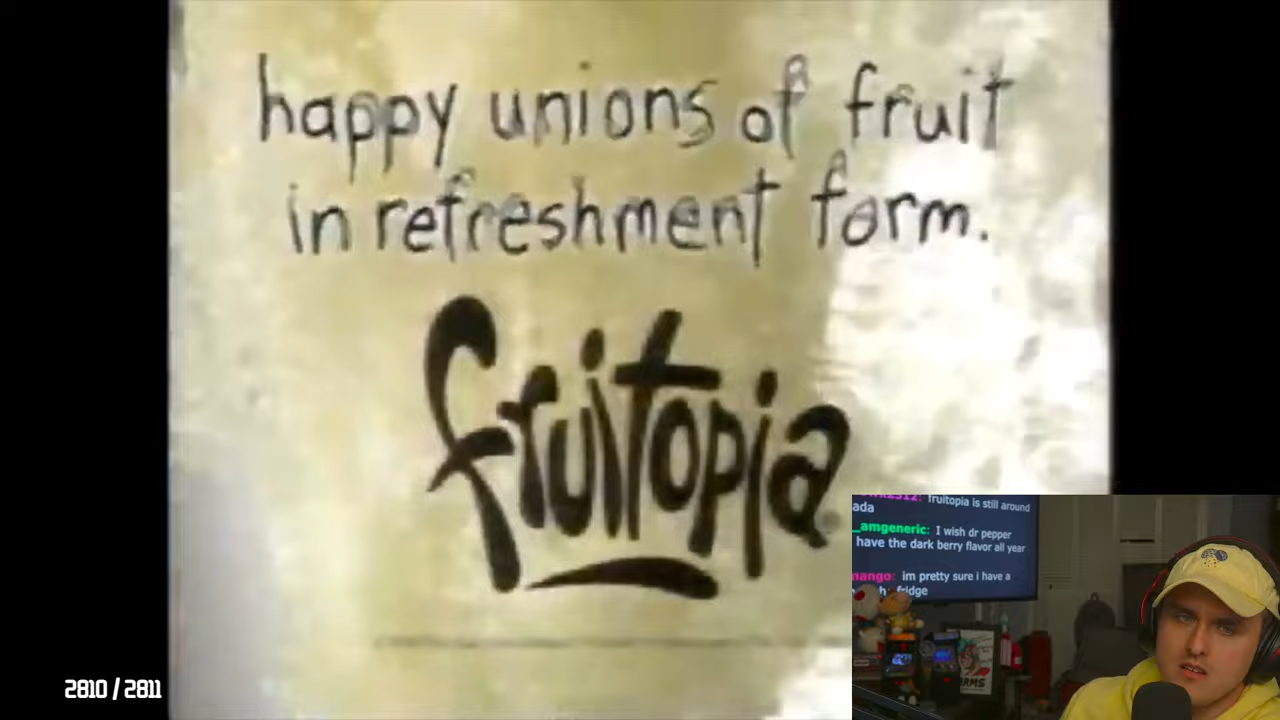 happy unions of fruit
in refreshment form.
fruitopia
fruitopia is still around
ada
_amgeneric: I wish dr pepper
have the dark berry flavor all year
mango: im pretty sure i have a
fridge
ARMS
2810 / 2811